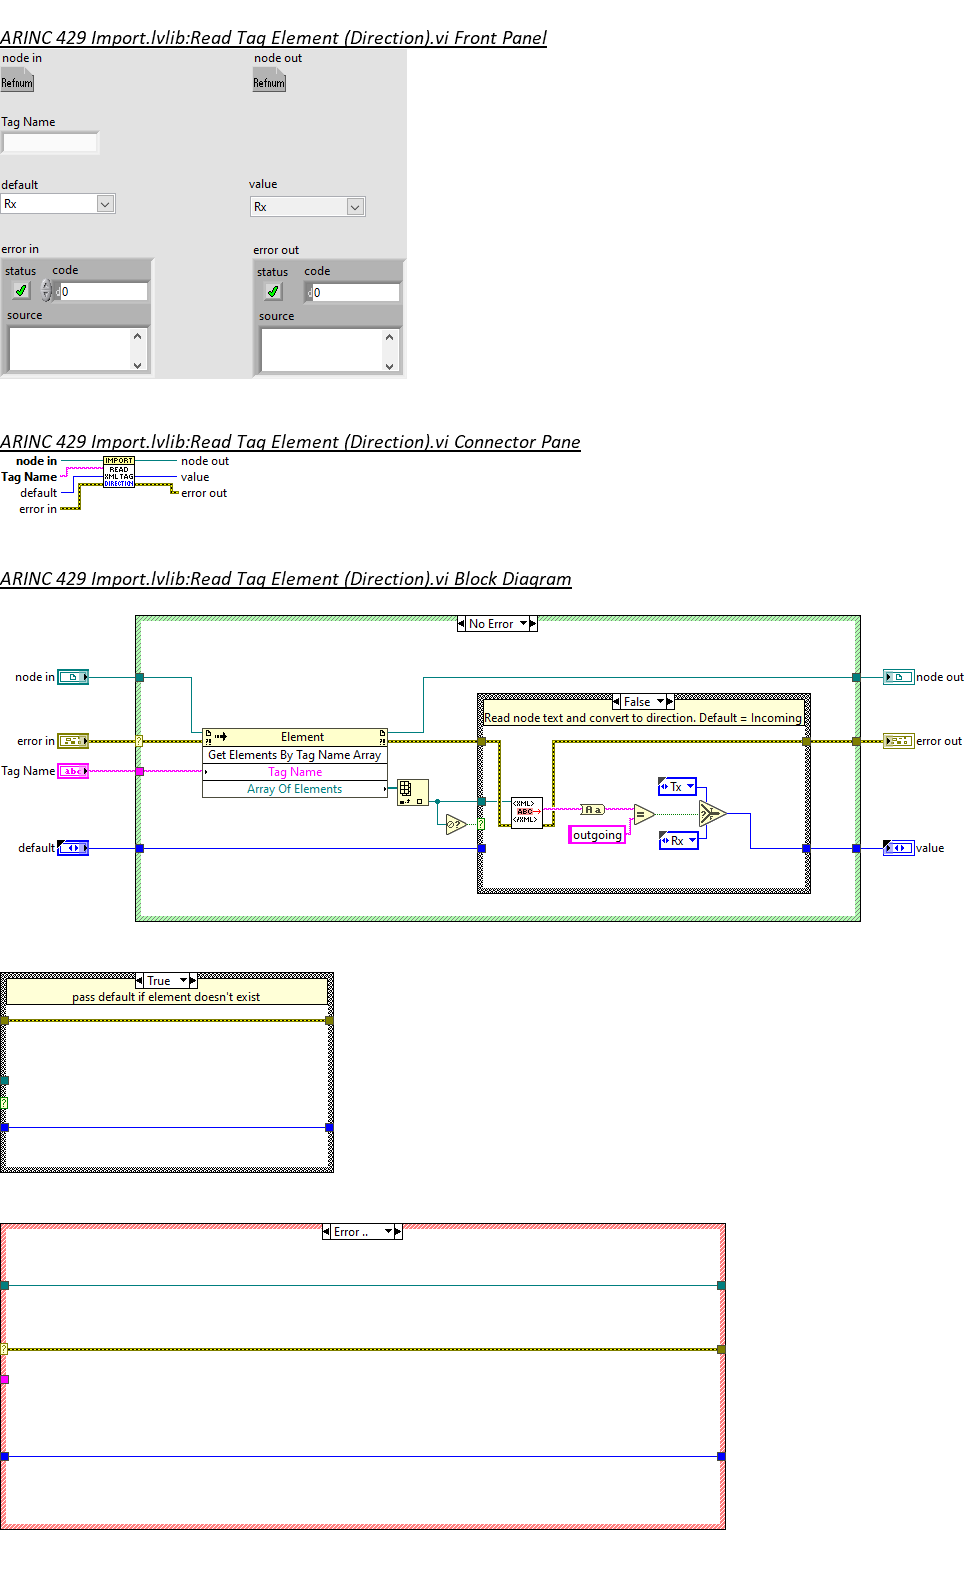 ARINC 429 Import.lvlib:Read Tag Element (Direction).vi Front Panel
node in
node out
Refnum
Refnum
Tag Name
default
value
Rx
Rx
error in
error out
status code
status code
0
0
source
source
ARINC 429 Import.lvlib:Read Tag Element (Direction).vi Connector Pane
node in
IMPORT
node out
Tag Name
READ
XML TAG
DIRECTION
value
default
error out
error in
ARINC 429 Import.lvlib:Read Tag Element (Direction).vi Block Diagram
No Error
node in
node out
False
Read node text and convert to direction. Default = Incoming
error in
Element
error out
Get Elements By Tag Name Array
Tag Name
abc
Tag Name
Array Of Elements
Tx
<XML>
ABC
</XML>
A a
=
outgoing
Rx
default
value
True
pass default if element doesn't exist
Error ..